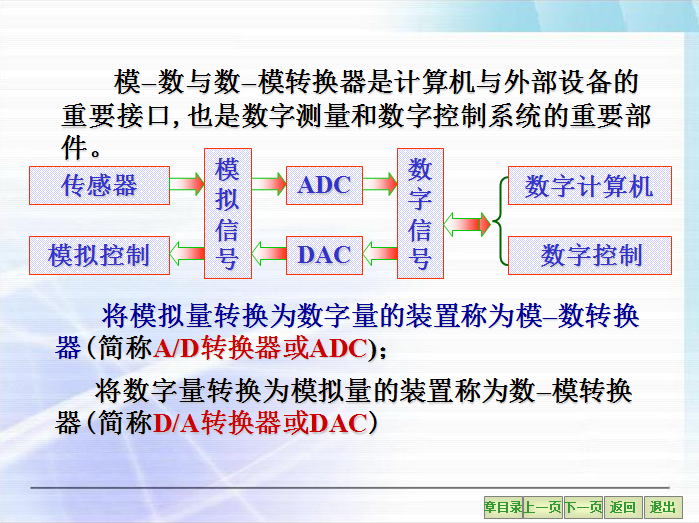 模–数与数–模转换器是计算机与外部设备的
重要接口,也是数字测量和数字控制系统的重要部
件。
传感器
模拟信号
ADC
数字信号
数字计算机
模拟控制
DAC
数字控制
将模拟量转换为数字量的装置称为模–数转换
器(简称A/D转换器或ADC);
将数字量转换为模拟量的装置称为数–模转换
器(简称D/A转换器或DAC)
章目录 上一页 下一页 返回 退出